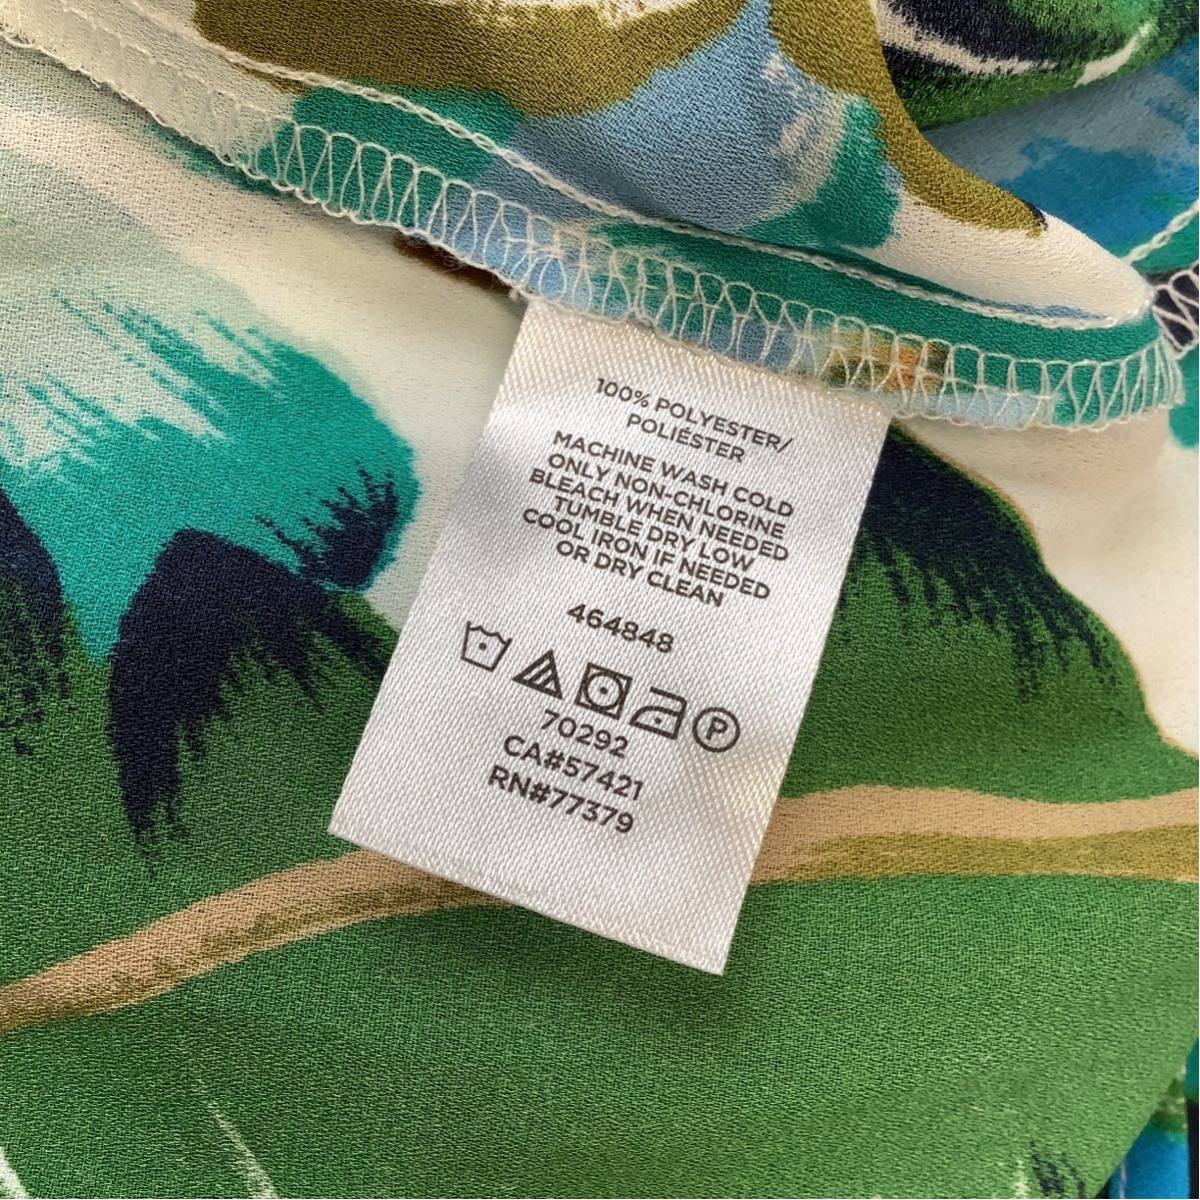 100% POLYESTER/
POLIÉSTER
MACHINE WASH COLD
ONLY NON-CHLORINE
BLEACH WHEN NEEDED
TUMBLE DRY LOW
COOL IRON IF NEEDED
OR DRY CLEAN
464848
P
70292
CA#57421
RN#77379